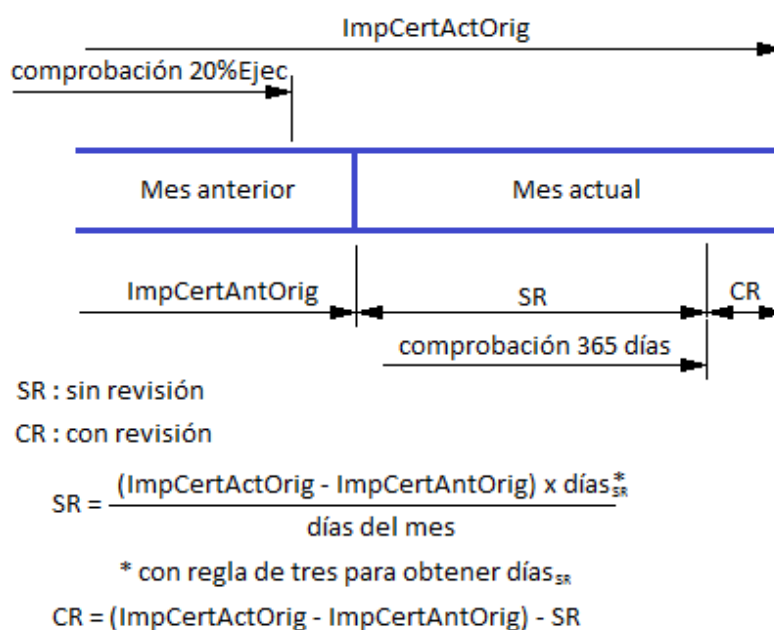 ImpCertActOrig
comprobación 20%Ejec
Mes anterior
Mes actual
ImpCertAntOrig
SR
CR
comprobación 365 días
SR : sin revisión
CR : con revisión
SR = (ImpCertActOrig - ImpCertAntOrig) x días*SR
días del mes
* con regla de tres para obtener díasSR
CR = (ImpCertActOrig - ImpCertAntOrig) - SR